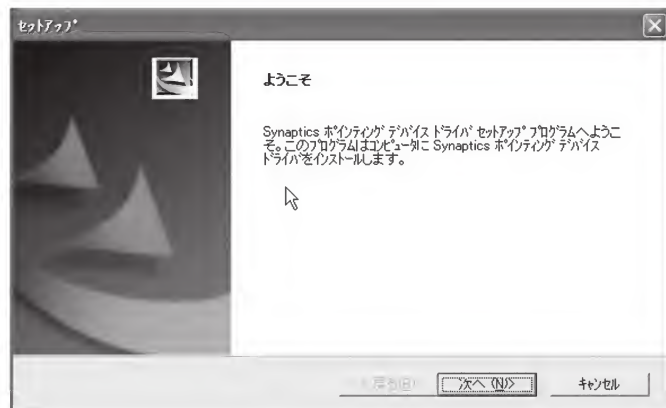 セットアップ
ようこそ
Synaptics ポインティング デバイス ドライバ セットアップ プログラムへようこ
そ。このプログラムはコンピュータに Synaptics ポインティング デバイス
ドライバをインストールします。
< 戻る(B) 次へ (N)> キャンセル